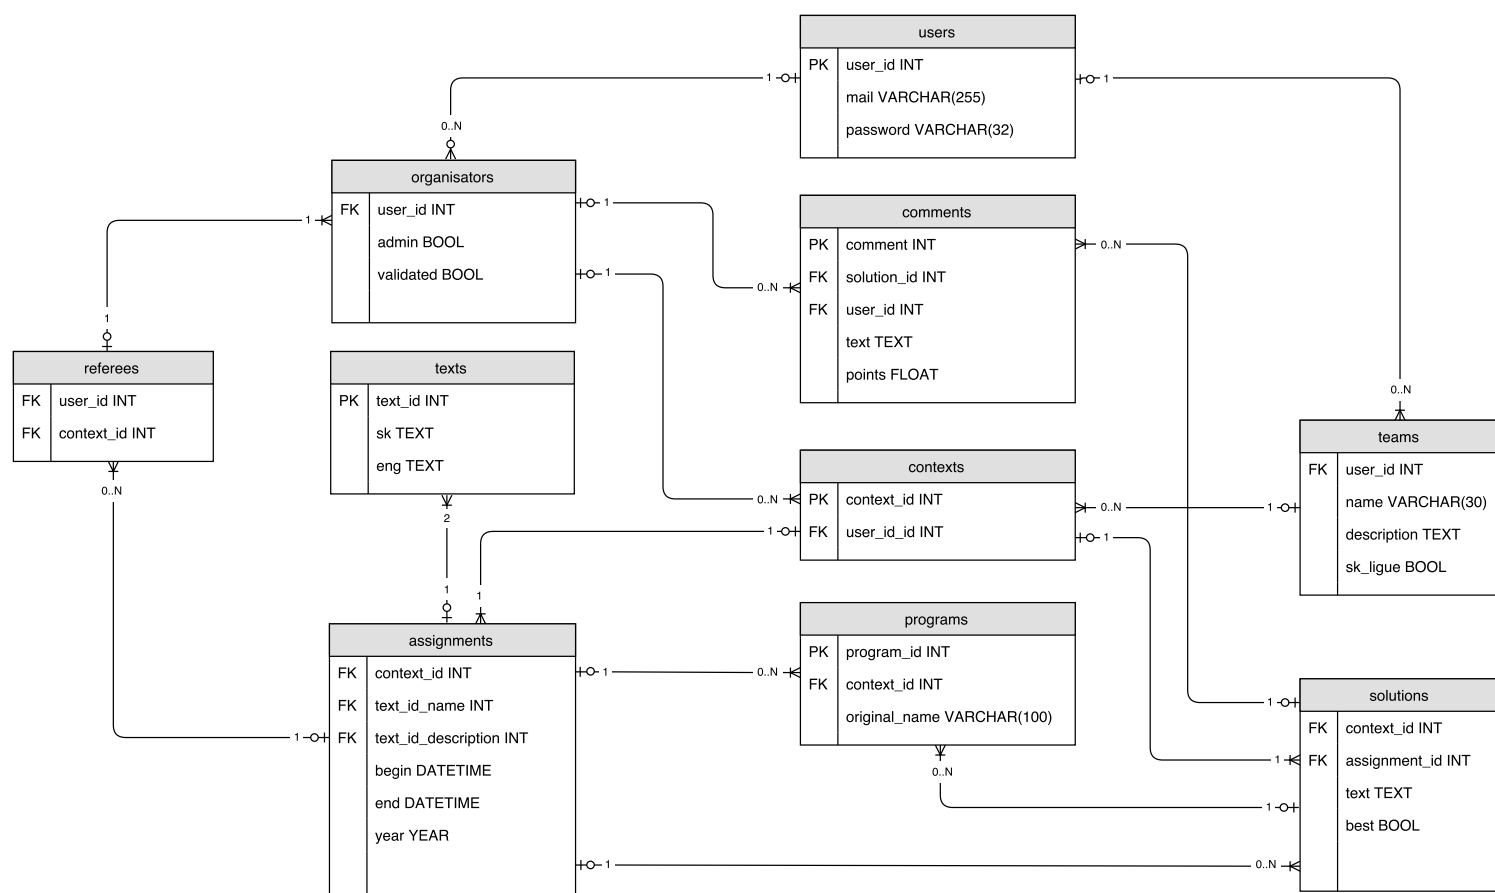 users
PK user_id INT
mail VARCHAR(255)
password VARCHAR(32)
1
1
0..N
organisators
FK user_id INT
admin BOOL
validated BOOL
1
1
1
1
0..N
comments
PK comment INT
FK solution_id INT
FK user_id INT
text TEXT
points FLOAT
0..N
referees
FK user_id INT
FK context_id INT
0..N
texts
PK text_id INT
sk TEXT
eng TEXT
2
1
0..N
teams
FK user_id INT
name VARCHAR(30)
description TEXT
sk_ligue BOOL
1
contexts
PK context_id INT
FK user_id_id INT
0..N
1
0..N
1
1
assignments
FK context_id INT
FK text_id_name INT
FK text_id_description INT
begin DATETIME
end DATETIME
year YEAR
1
1
1
0..N
programs
PK program_id INT
FK context_id INT
original_name VARCHAR(100)
0..N
solutions
FK context_id INT
FK assignment_id INT
text TEXT
best BOOL
1
1
1
0..N